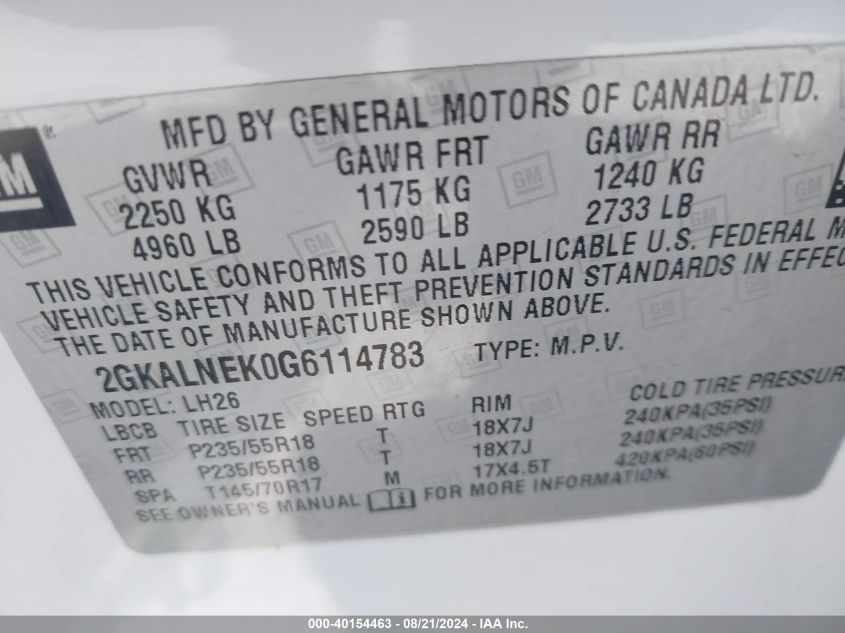 MFD BY GENERAL MOTORS OF CANADA LTD.
GM
GVWR GAWR FRT GAWR RR
2250 KG 1175 KG 1240 KG
4960 LB 2590 LB 2733 LB
THIS VEHICLE CONFORMS TO ALL APPLICABLE U.S. FEDERAL M
VEHICLE SAFETY AND THEFT PREVENTION STANDARDS IN EFFEC
THE DATE OF MANUFACTURE SHOWN ABOVE.
2GKALNEK0G6114783 TYPE: M.P.V.
MODEL: LH26
LBCB TIRE SIZE SPEED RTG RIM COLD TIRE PRESSUR
FRT P235/55R18 T 18X7J 240KPA(35PSI)
RR P235/55R18 T 18X7J 240KPA(35PSI)
SPA T145/70R17 M 17X4.5T 420KPA(60PSI)
SEE OWNER'S MANUAL i FOR MORE INFORMATION.
000-40154463 - 08/21/2024 - IAA Inc.